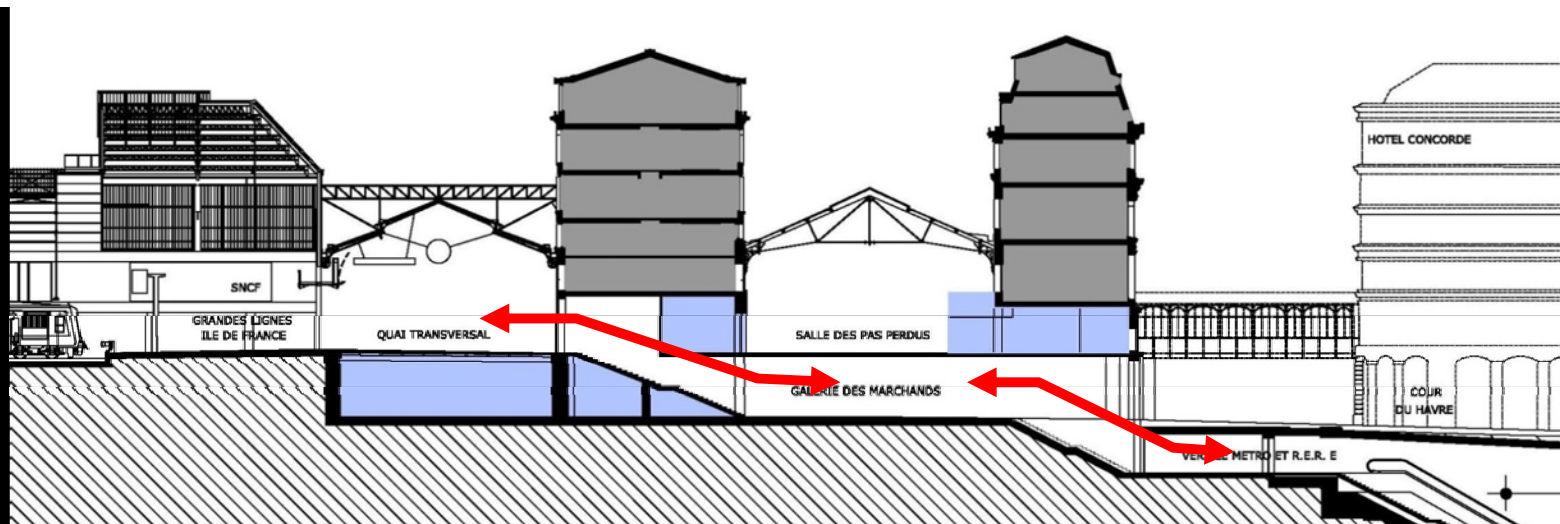 HOTEL CONCORDE
SNCF
GRANDES LIGNES
ILE DE FRANCE
QUAI TRANSVERSAL
SALLE DES PAS PERDUS
GALERIE DES MARCHANDS
COUR
DU HAVRE
METRO ET R.E.R. E